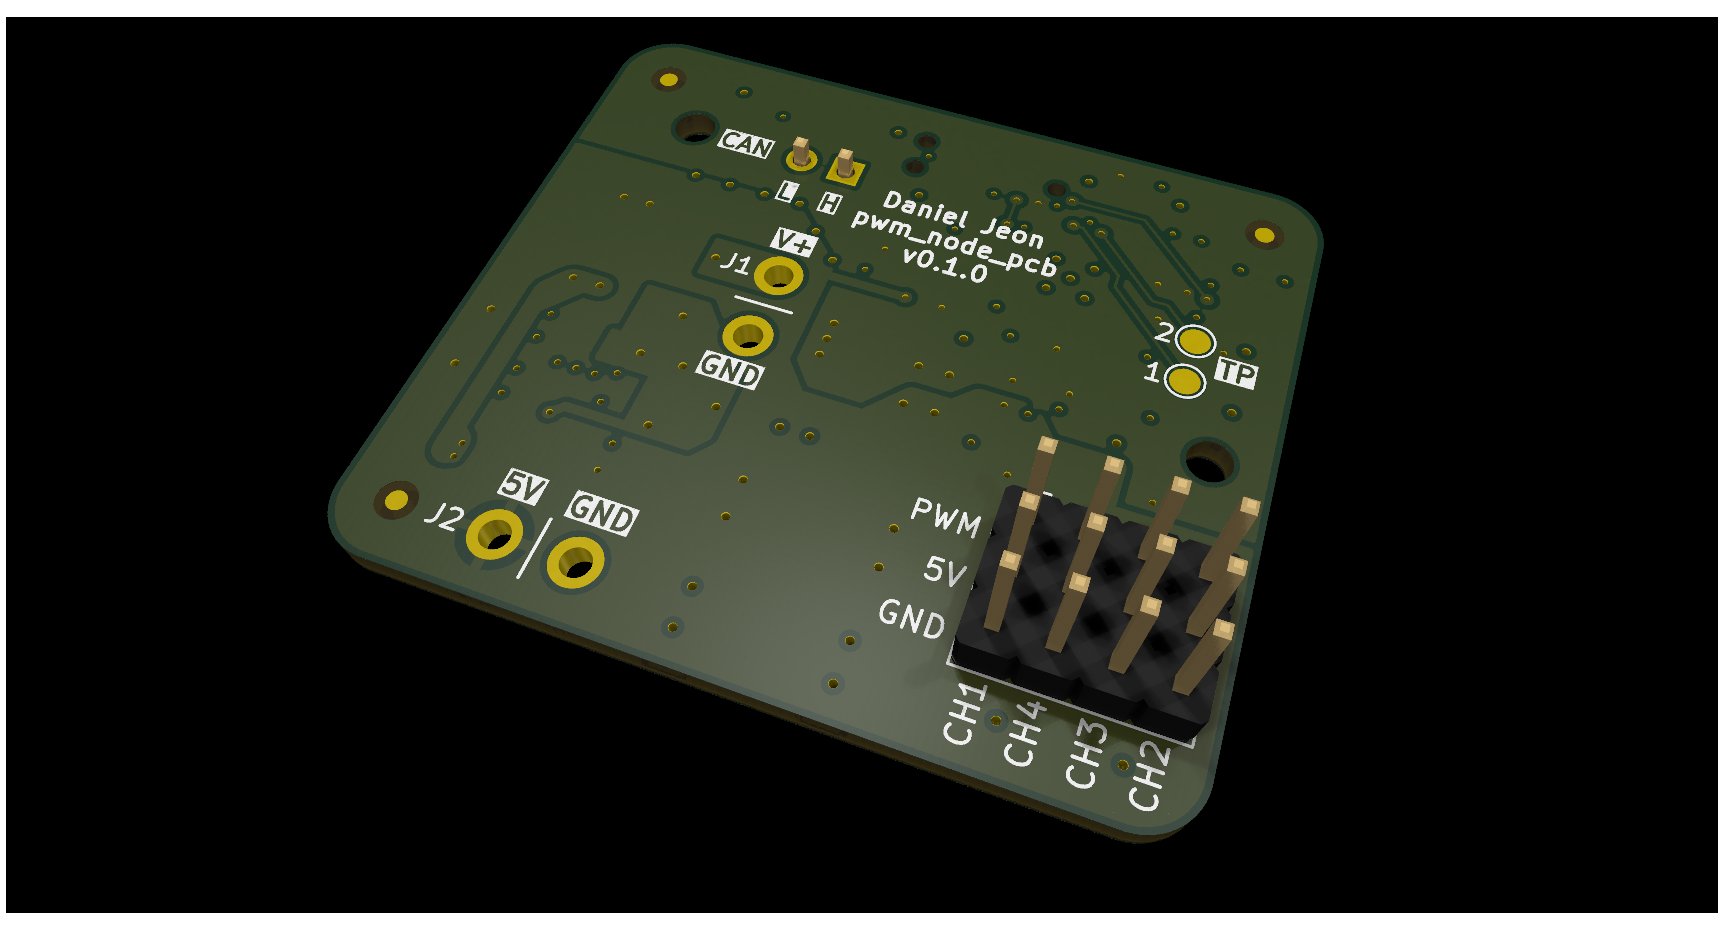 CAN
L H
Daniel Jeon
pwm_node_pcb
v0.1.0
V+
J1
GND
2
1
TP
5V
J2
GND
PWM
5V
GND
CH1
CH4
CH3
CH2